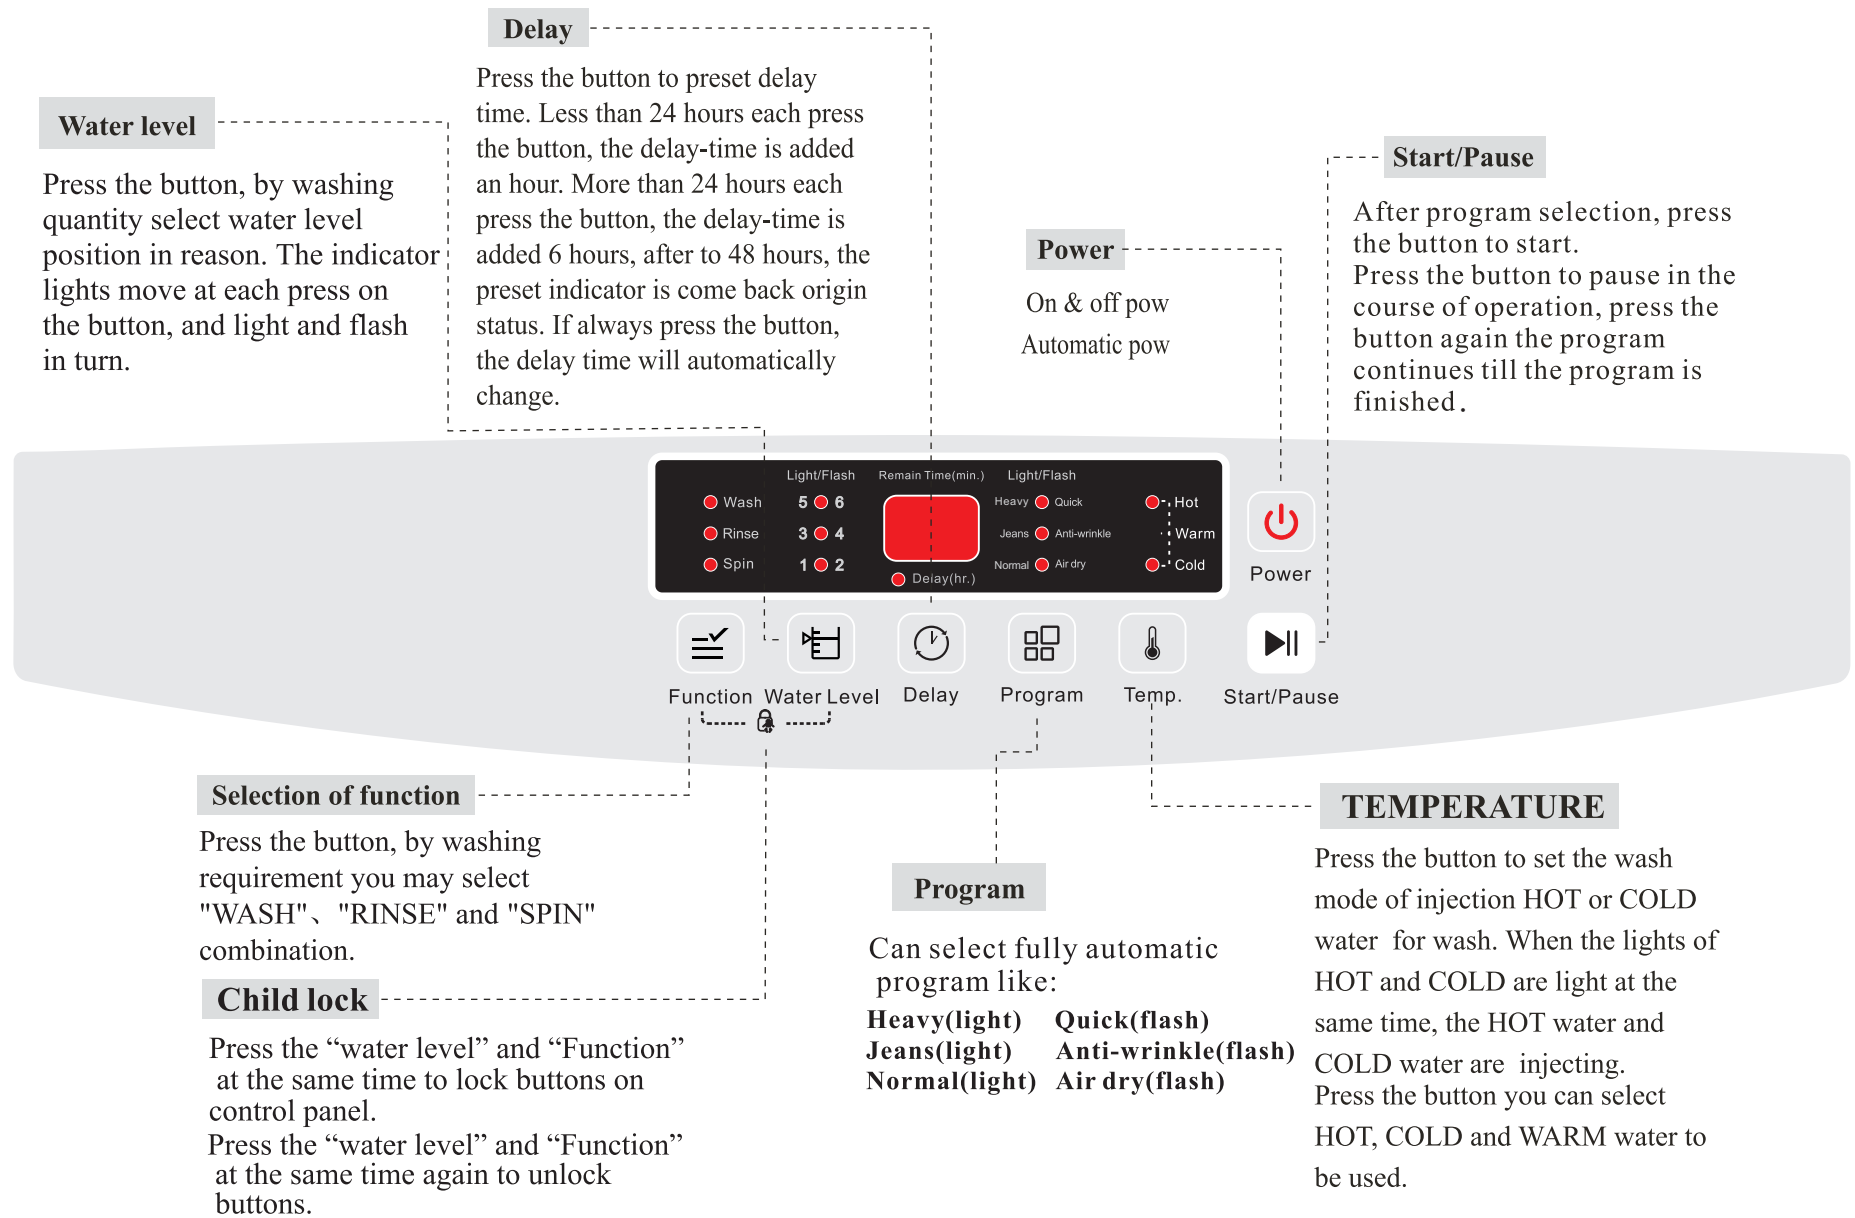 Delay
Press the button to preset delay
time. Less than 24 hours each press
the button, the delay-time is added
an hour. More than 24 hours each
press the button, the delay-time is
added 6 hours, after to 48 hours, the
preset indicator is come back origin
status. If always press the button,
the delay time will automatically
change.
Water level
Press the button, by washing
quantity select water level
position in reason. The indicator
lights move at each press on
the button, and light and flash
in turn.
Power
On & off pow
Automatic pow
Start/Pause
After program selection, press
the button to start.
Press the button to pause in the
course of operation, press the
button again the program
continues till the program is
finished.
Light/Flash Remain Time(min.) Light/Flash
Wash 5 6 Heavy Quick Hot
Rinse 3 4 Jeans Anti-wrinkle Warm
Spin 1 2 Normal Air dry Cold
Delay(hr.)
Power
Function Water Level Delay Program Temp. Start/Pause
Selection of function
Press the button, by washing
requirement you may select
"WASH"、"RINSE" and "SPIN"
combination.
Child lock
Press the “water level” and “Function”
at the same time to lock buttons on
control panel.
Press the “water level” and “Function”
at the same time again to unlock
buttons.
Program
Can select fully automatic
program like:
Heavy(light) Quick(flash)
Jeans(light) Anti-wrinkle(flash)
Normal(light) Air dry(flash)
TEMPERATURE
Press the button to set the wash
mode of injection HOT or COLD
water for wash. When the lights of
HOT and COLD are light at the
same time, the HOT water and
COLD water are injecting.
Press the button you can select
HOT, COLD and WARM water to
be used.